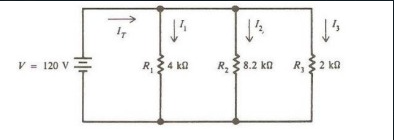 I_T I_1 I_2 I_3
V = 120 V R_1 4 kΩ R_2 8.2 kΩ R_3 2 kΩ